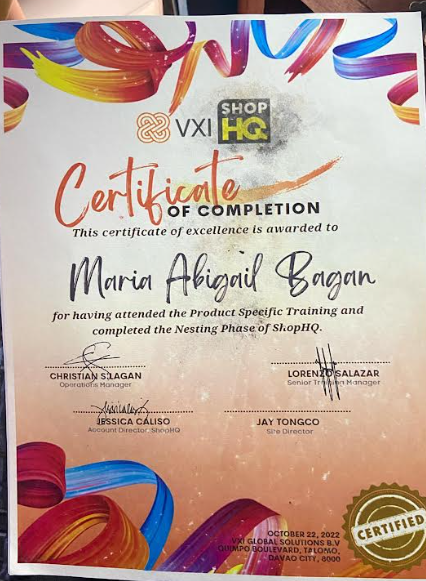 VXI SHOP
HQ
Certificate
OF COMPLETION
This certificate of excellence is awarded to
Maria Abigail Bagan
for having attended the Product Specific Training and
completed the Nesting Phase of ShopHQ.
CHRISTIAN SLAGAN
Operations Manager
LORENZO SALAZAR
Senior Training Manager
JESSICA CALISO
Account Director, ShopHQ
JAY TONGCO
Site Director
OCTOBER 22, 2022
VXI GLOBAL SOLUTIONS B.V
QUIMPO BOULEVARD, TALOMO,
DAVAO CITY, 8000
CERTIFIED